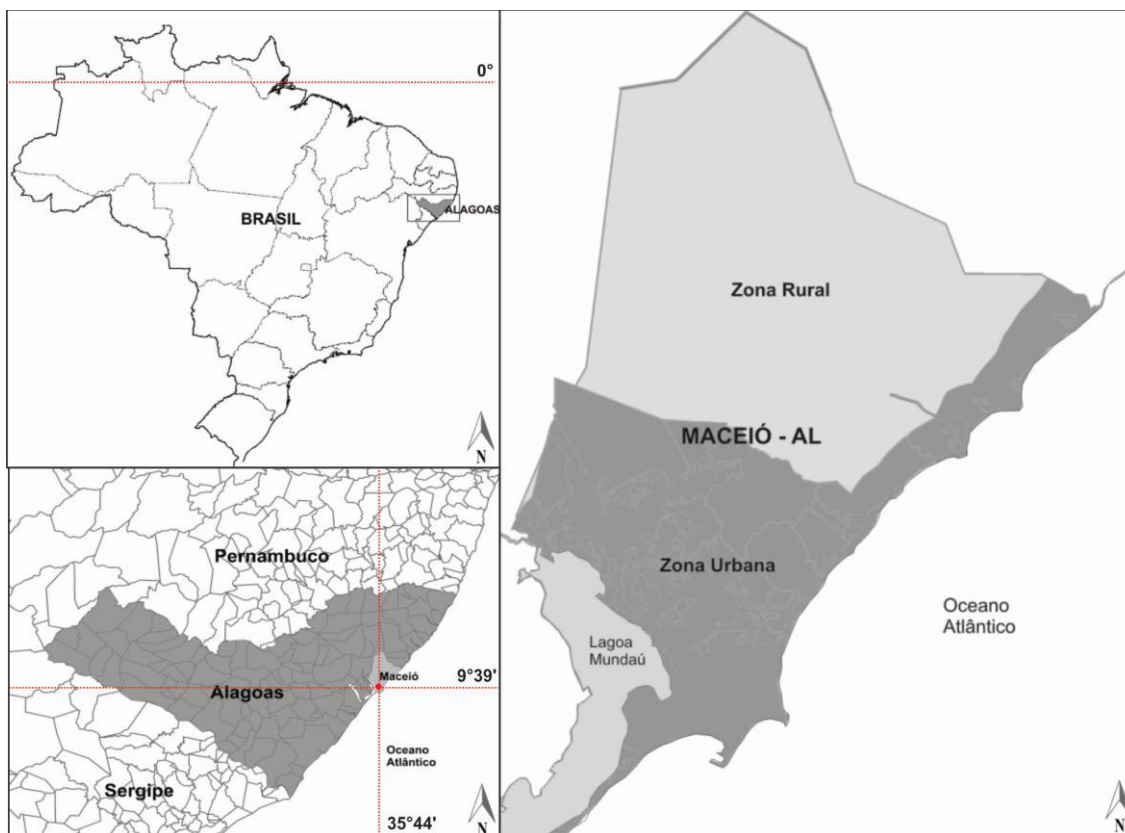 0°
BRASIL
ALAGOAS
N
Pernambuco
9°39'
Maceió
Alagoas
Oceano
Atlântico
Sergipe
35°44'
N
Zona Rural
MACEIÓ - AL
Zona Urbana
Oceano
Atlântico
Lagoa
Mundaú
N